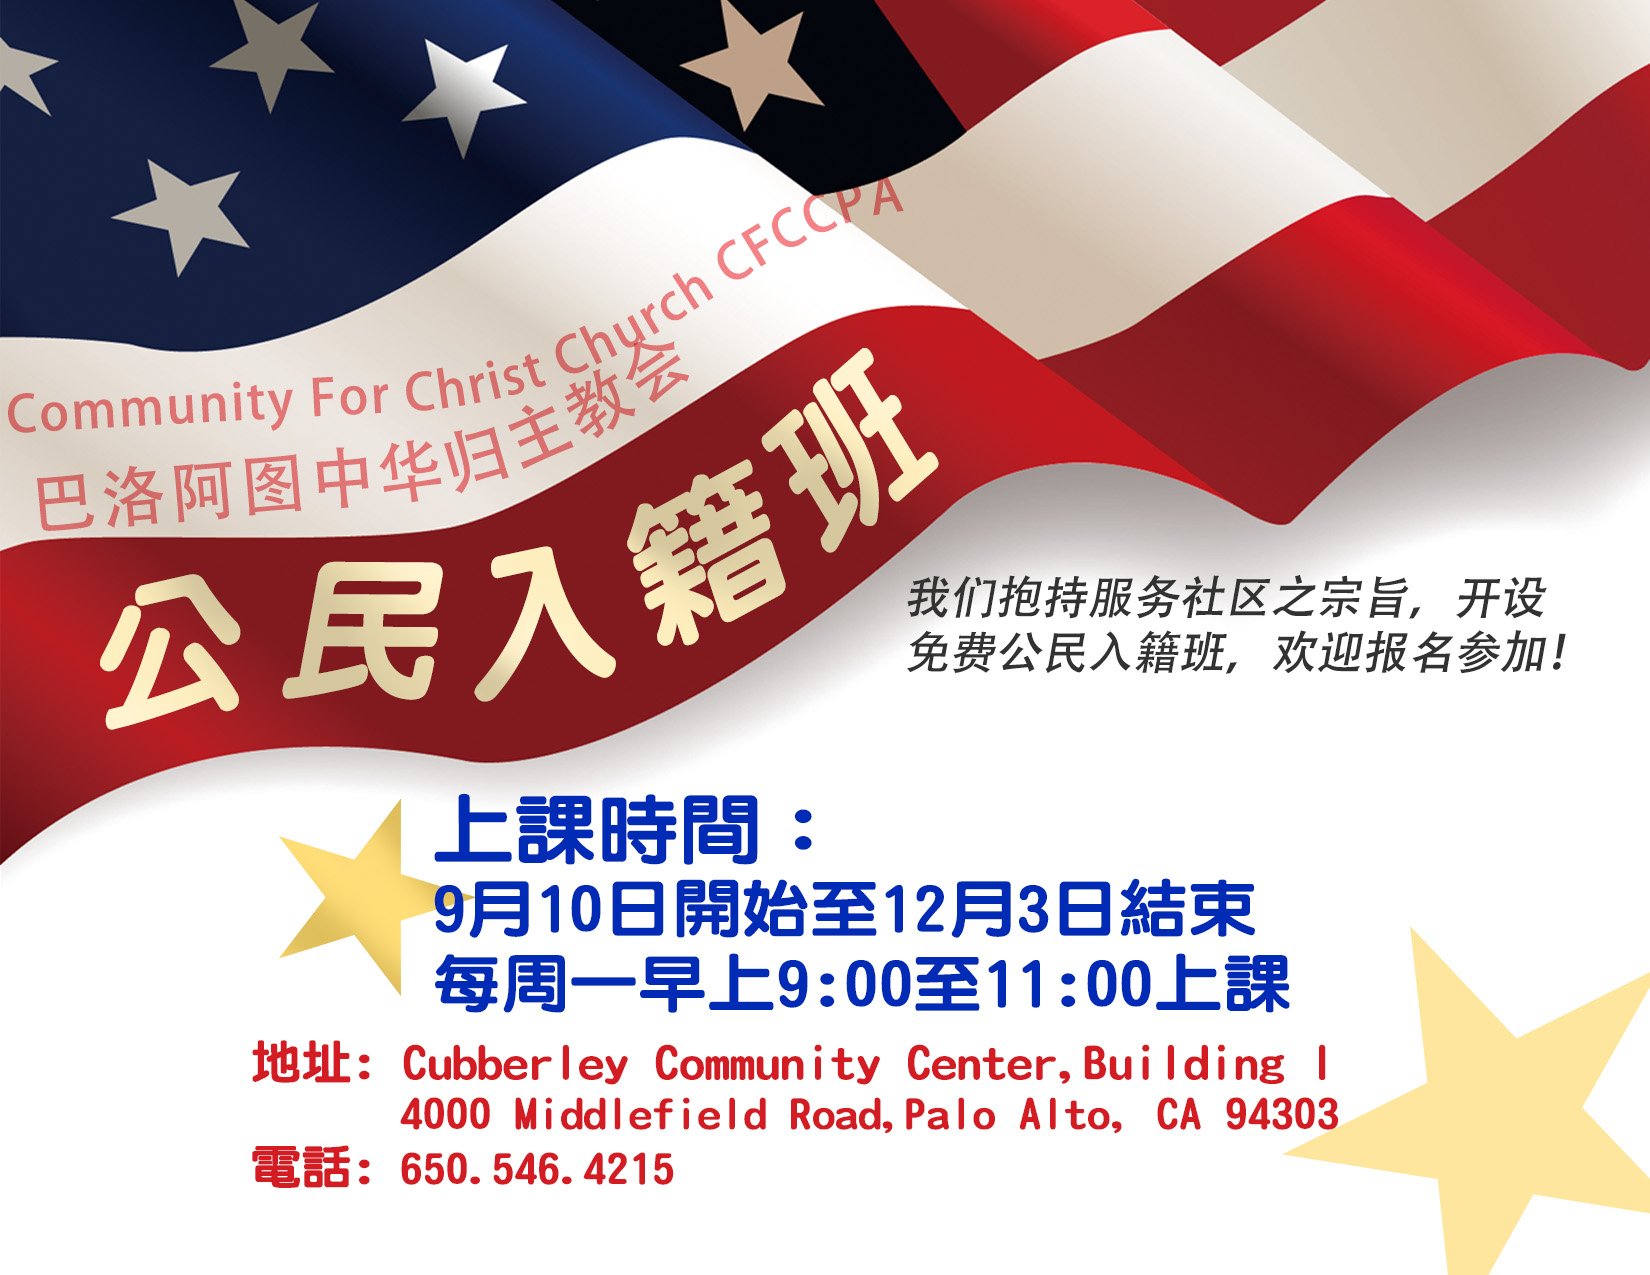 Community For Christ Church CFCCPA
巴洛阿图中华归主教会
公民入籍班
我们抱持服务社区之宗旨，开设
免费公民入籍班，欢迎报名参加！
上課時間：
9月10日開始至12月3日結束
每周一早上9:00至11:00上課
地址: Cubberley Community Center,Building l
4000 Middlefield Road,Palo Alto, CA 94303
電話: 650.546.4215